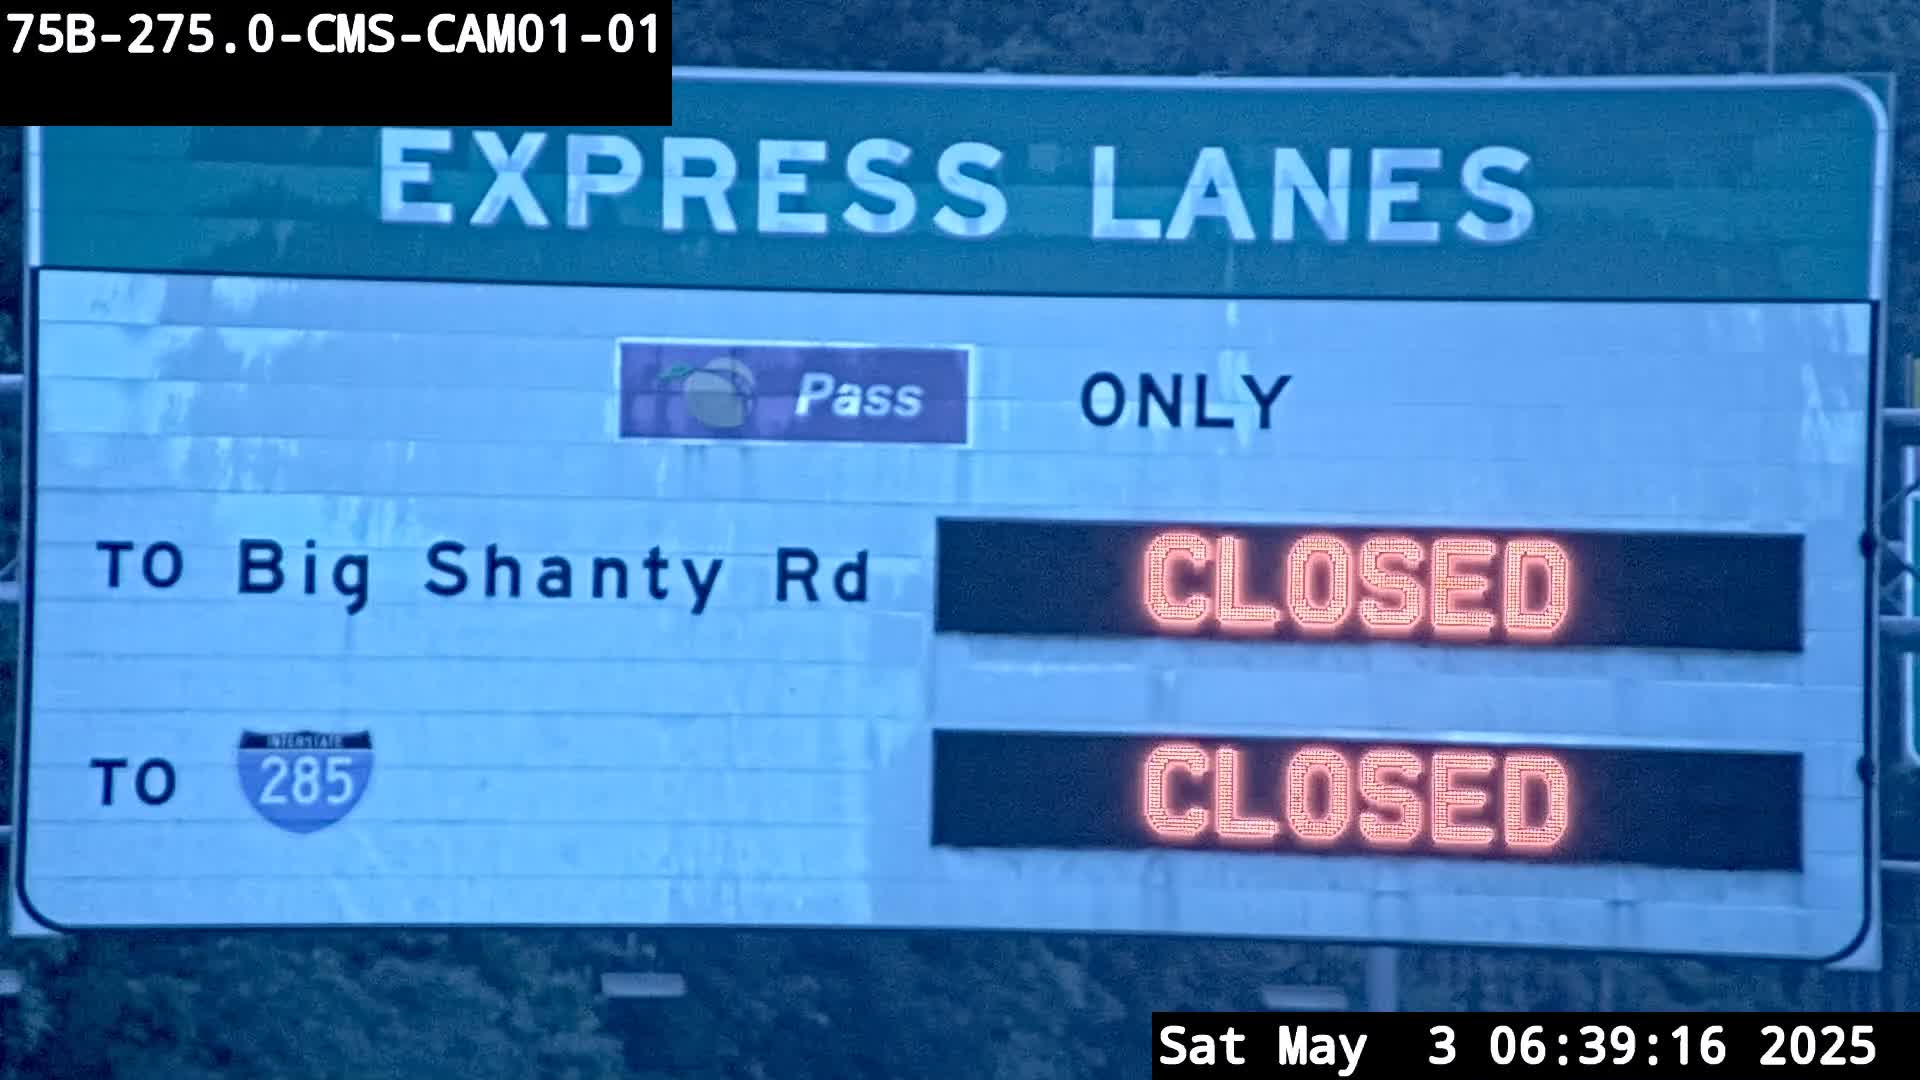 75B-275.0-CMS-CAM01-01
EXPRESS LANES
Pass ONLY
TO Big Shanty Rd CLOSED
TO INTERSTATE 285 CLOSED
Sat May 3 06:39:16 2025